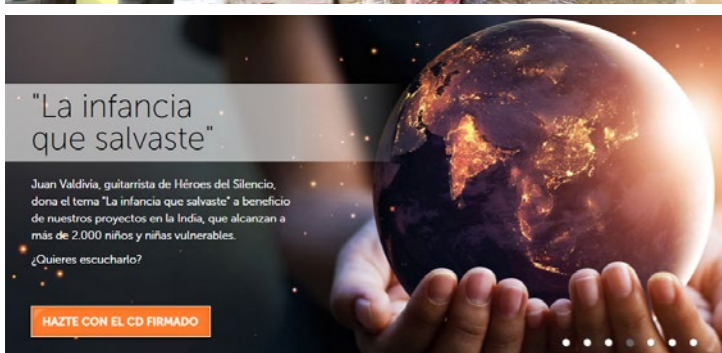 "La infancia
que salvaste"
Juan Valdivia, guitarrista de Héroes del Silencio,
dona el tema "La infancia que salvaste" a beneficio
de nuestros proyectos en la India, que alcanzan a
más de 2.000 niños y niñas vulnerables.
¿Quieres escucharlo?
HAZTE CON EL CD FIRMADO